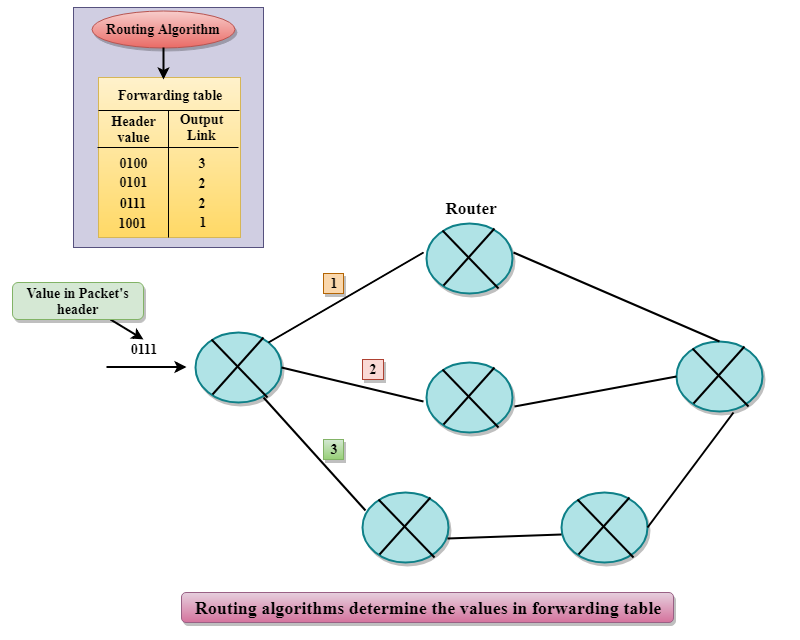 Routing Algorithm
Forwarding table
Header value
Output Link
0100 3
0101 2
0111 2
1001 1
Router
1
Value in Packet's
header
0111
2
3
Routing algorithms determine the values in forwarding table